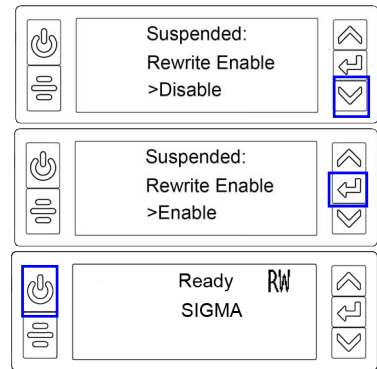 Suspended:
Rewrite Enable
>Disable
Suspended:
Rewrite Enable
>Enable
Ready RW
SIGMA